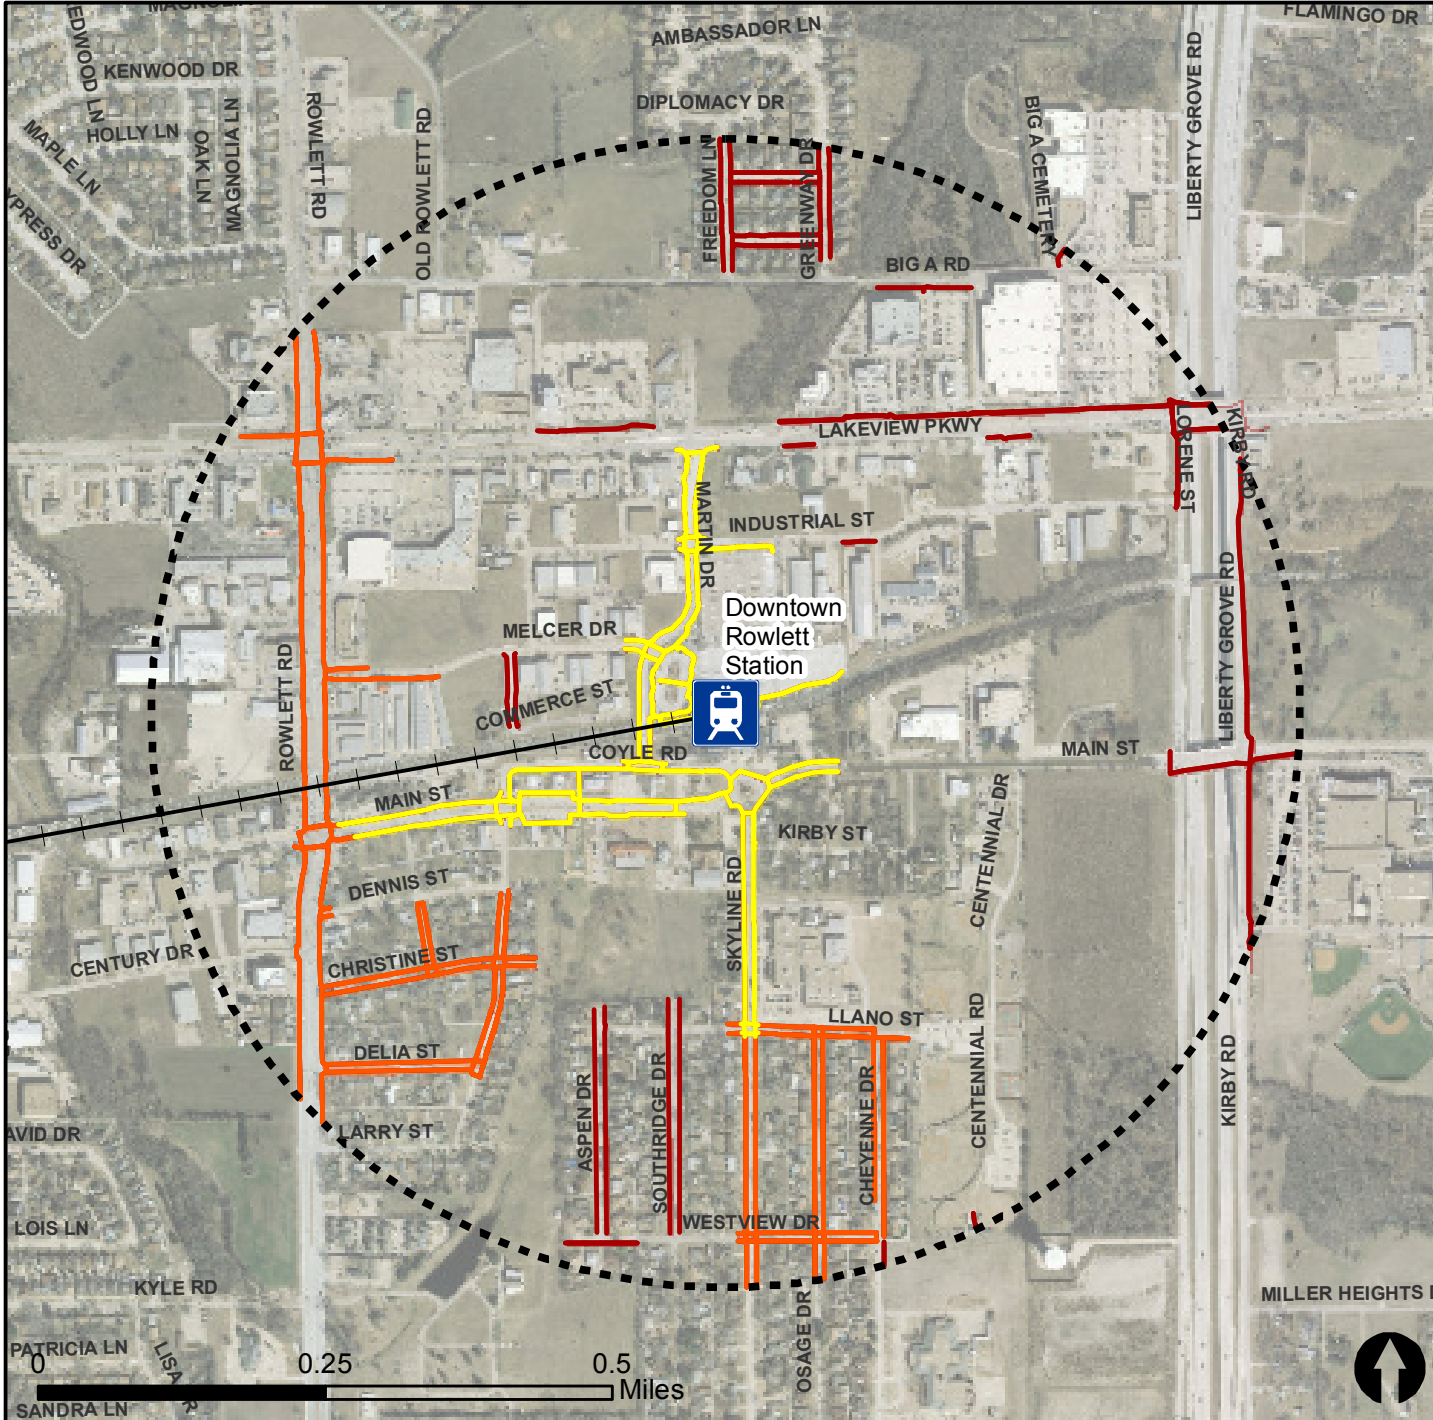 FLAMINGO DR
AMBASSADOR LN
KENWOOD DR
DIPLOMACY DR
HOLLY LN
MAPLE LN
OAK LN
MAGNOLIA LN
ROWLETT RD
OLD ROWLETT RD
FREEDOM LN
GREENWAY DR
BIG A CEMETERY
LIBERTY GROVE RD
BIG A RD
LAKEVIEW PKWY
LORENE ST
KIRBY RD
MARTIN DR
INDUSTRIAL ST
Downtown
Rowlett
Station
MELCER DR
COMMERCE ST
ROWLETT RD
LIBERTY GROVE RD
COYLE RD
MAIN ST
MAIN ST
KIRBY ST
CENTENNIAL DR
DENNIS ST
SKYLINE RD
CENTURY DR
CHRISTINE ST
LLANO ST
DELIA ST
CENTENNIAL RD
KIRBY RD
ASPEN DR
SOUTHRIDGE DR
CHEYENNE DR
AVID DR
LARRY ST
LOIS LN
WESTVIEW DR
KYLE RD
MILLER HEIGHTS
OSAGE DR
PATRICIA LN
LISA
SANDRA LN
0 0.25 0.5
Miles